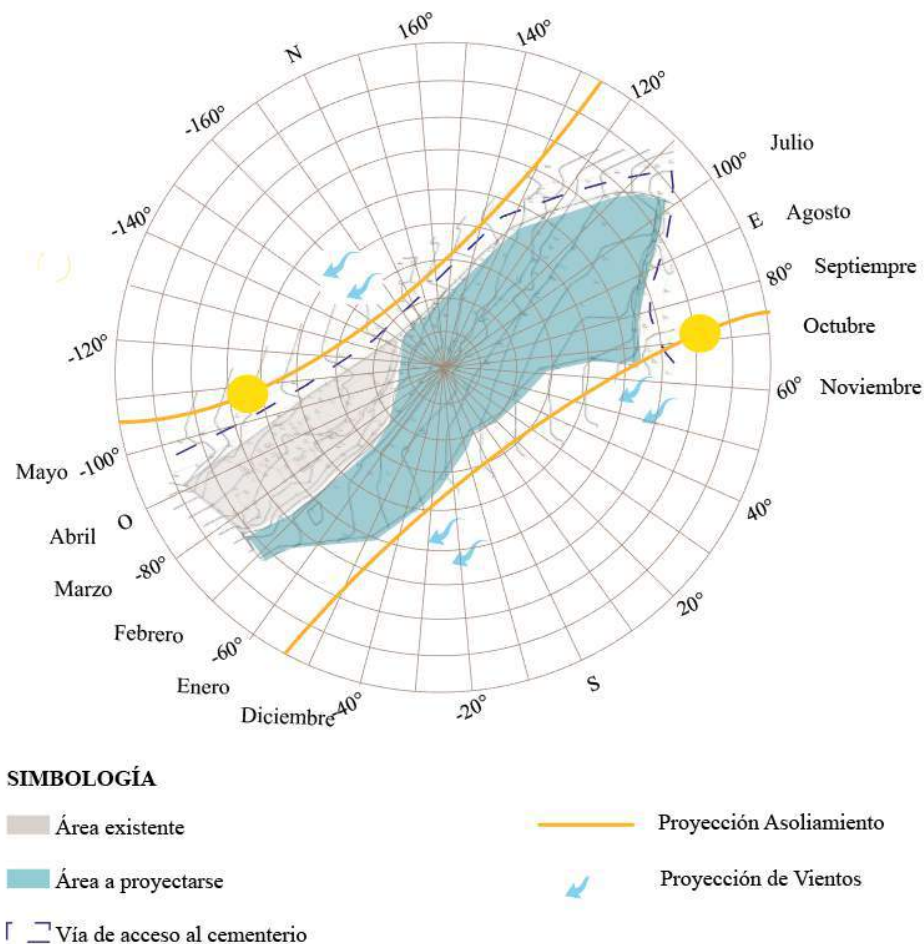 160°
140°
N
120°
-160°
Julio
100°
-140°
E
Agosto
Septiembre
80°
Octubre
-120°
Noviembre
60°
Mayo
-100°
O
40°
Abril
-80°
Marzo
20°
Febrero
-60°
S
Enero
Diciembre
-40°
-20°
SIMBOLOGÍA
Área existente
Proyección Asoliamiento
Área a proyectarse
Proyección de Vientos
Vía de acceso al cementerio